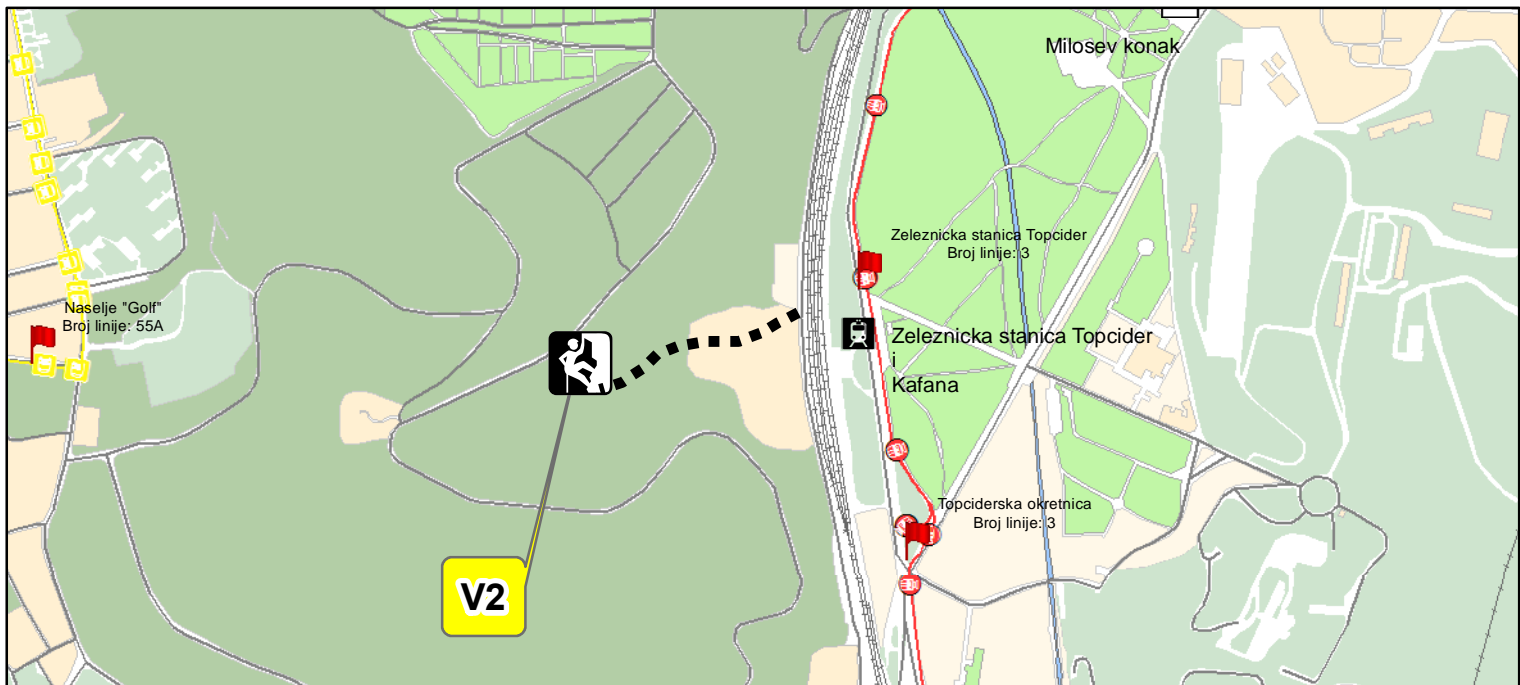 Milosev konak
Zeleznicka stanica Topcider
Broj linije: 3
Naselje "Golf"
Broj linije: 55A
Zeleznicka stanica Topcider
i
Kafana
Topciderska okretnica
Broj linije: 3
V2